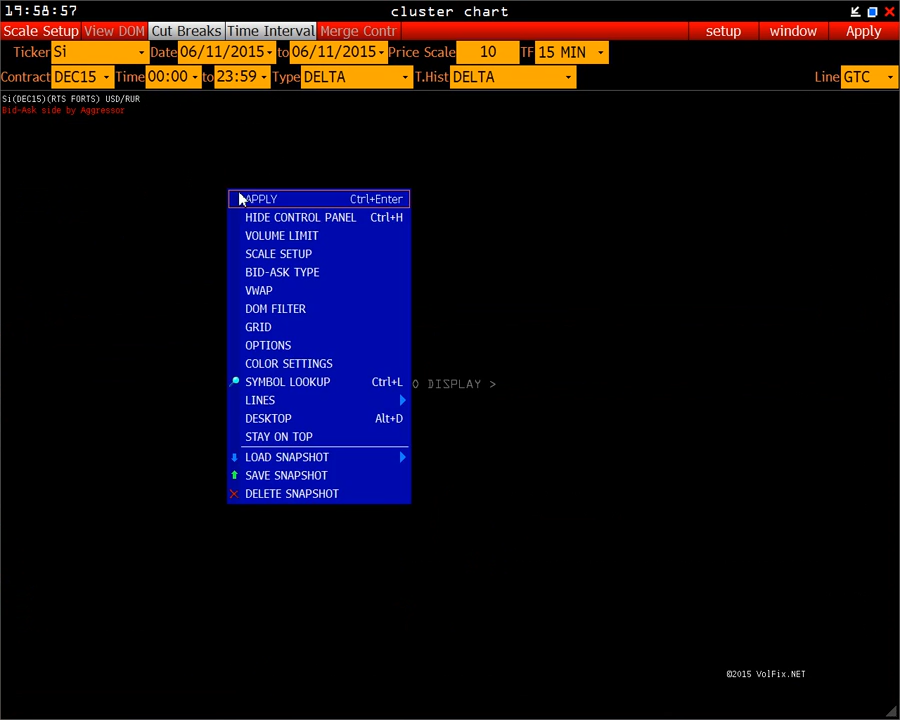 19:58:57 cluster chart
Scale Setup View DOM Cut Breaks Time Interval Merge Contr setup window Apply
Ticker Si Date 06/11/2015 to 06/11/2015 Price Scale 10 TF 15 MIN
Contract DEC15 Time 00:00 to 23:59 Type DELTA T.Hist DELTA Line GTC
Si(DEC15)(RTS FORTS) USD/RUR
Bid-Ask side by Aggressor
APPLY Ctrl+Enter
HIDE CONTROL PANEL Ctrl+H
VOLUME LIMIT
SCALE SETUP
BID-ASK TYPE
VWAP
DOM FILTER
GRID
OPTIONS
COLOR SETTINGS
SYMBOL LOOKUP Ctrl+L
O DISPLAY >
LINES
DESKTOP Alt+D
STAY ON TOP
LOAD SNAPSHOT
SAVE SNAPSHOT
DELETE SNAPSHOT
©2015 VolFix.NET